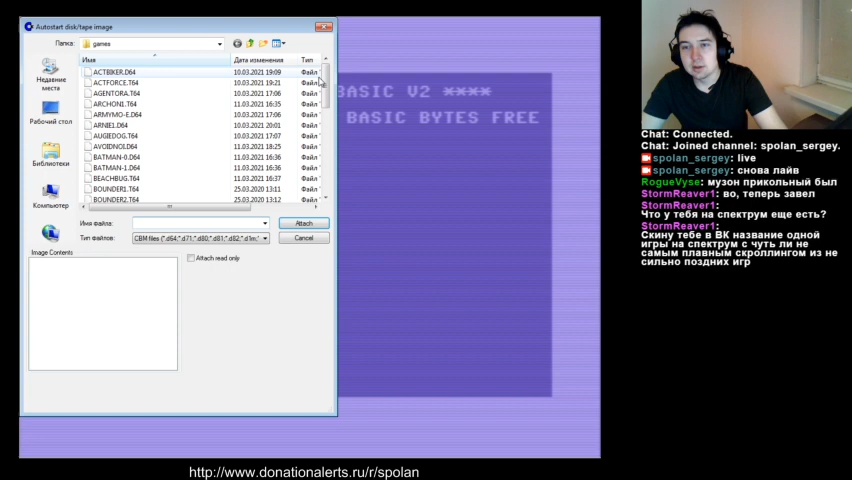 Autostart disk/tape image
Папка:
games
Имя
Дата изменения
Тип
ACTBIKER.D64
10.03.2021 19:09
Файл
ACTFORCE.T64
10.03.2021 19:21
Файл
AGENTORA.T64
10.03.2021 17:06
Файл
ARCHON1.T64
11.03.2021 16:35
Файл
ARMYMO-E.D64
10.03.2021 17:06
Файл
ARNIE1.D64
10.03.2021 20:01
Файл
AUGIEDOG.T64
10.03.2021 17:07
Файл
AVOIDNOI.D64
11.03.2021 18:25
Файл
BATMAN-0.D64
11.03.2021 16:36
Файл
BATMAN-1.D64
11.03.2021 16:36
Файл
BEACHBUG.T64
11.03.2021 16:37
Файл
BOUNDER1.T64
25.03.2020 13:11
Файл
BOUNDER2.T64
25.03.2020 13:12
Файл
Недавние
места
Рабочий стол
Библиотеки
Компьютер
Имя файла:
Attach
Тип файлов:
CBM files (*.d64;*.d71;*.d80;*.d81;*.d82;*.d1m;*
Cancel
Image Contents
Attach read only
BASIC V2 ****
BASIC BYTES FREE
Chat: Connected.
Chat: Joined channel: spolan_sergey.
spolan_sergey: live
spolan_sergey: снова лайв
RogueVyse: музон прикольный был
StormReaver1: во, теперь завел
StormReaver1:
Что у тебя на спектрум еще есть?
StormReaver1:
Скину тебе в ВК название одной
игры на спектрум с чуть ли не
самым плавным скроллингом из не
сильно поздних игр
http://www.donationalerts.ru/r/spolan